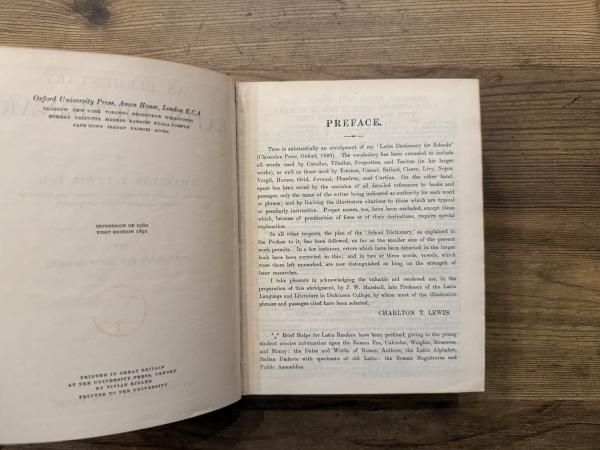 Oxford University Press, Amen House, London E.C.4
GLASGOW NEW YORK TORONTO MELBOURNE WELLINGTON
BOMBAY CALCUTTA MADRAS KARACHI KUALA LUMPUR
CAPE TOWN IBADAN NAIROBI ACCRA
IMPRESSION OF 1960
FIRST EDITION 1891
PRINTED IN GREAT BRITAIN
AT THE UNIVERSITY PRESS, OXFORD
BY VIVIAN RIDLER
PRINTER TO THE UNIVERSITY
PREFACE.
This is substantially an abridgment of my 'Latin Dictionary for Schools'
(Clarendon Press, Oxford, 1889). The vocabulary has been extended to include
all words used by Catullus, Tibullus, Propertius, and Tacitus (in his larger
works), as well as those used by Terence, Caesar, Sallust, Cicero, Livy, Nepos,
Vergil, Horace, Ovid, Juvenal, Phaedrus, and Curtius. On the other hand,
space has been saved by the omission of all detailed references to books and
passages, only the name of the writer being indicated as authority for each word
or phrase; and by limiting the illustrative citations to those which are typical
or peculiarly instructive. Proper names, too, have been excluded, except those
which, because of peculiarities of form or of their derivations, require special
explanation.
In all other respects, the plan of the 'School Dictionary,' as explained
in the Preface to it, has been followed, so far as the smaller size of the present
work permits. In a few instances, errors which have been detected in the larger
book have been corrected in this; and in two or three words, vowels, which
were there left unmarked, are now distinguished as long, on the strength of
later researches.
I take pleasure in acknowledging the valuable aid rendered me, in the
preparation of this abridgment, by J. W. Marshall, late Professor of the Latin
Language and Literature in Dickinson College, by whom most of the illustrative
phrases and passages cited have been selected.
CHARLTON T. LEWIS.
*** Brief Helps for Latin Readers have been prefixed, giving to the young
student concise information upon the Roman Era, Calendar, Weights, Measures,
and Money: the Dates and Works of Roman Authors, the Latin Alphabet,
Italian Dialects with specimens of old Latin: the Roman Magistrates and
Public Assemblies.